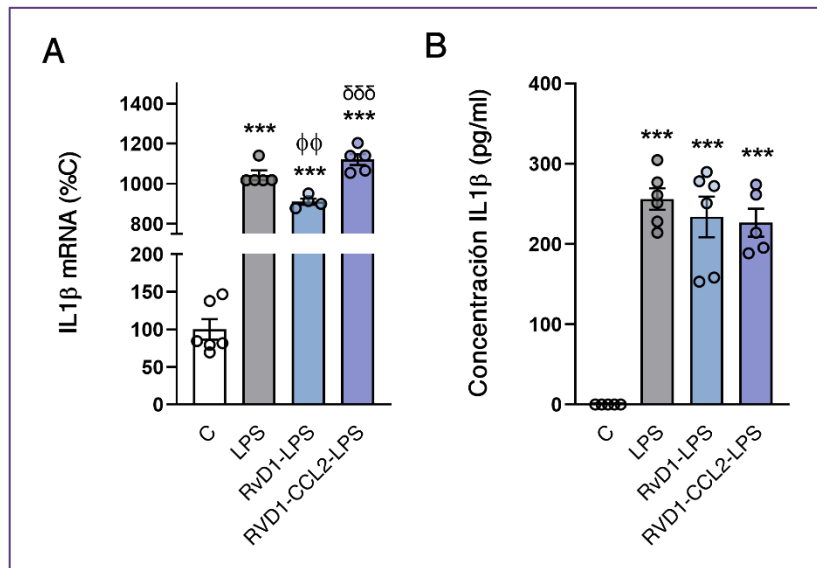 A
IL1β mRNA (%C)
1400
1200
1000
800
200
150
100
50
0
***
ϕϕ
***
δδδ
***
C
LPS
RvD1-LPS
RVD1-CCL2-LPS
B
Concentración IL1β (pg/ml)
400
300
200
100
0
***
***
***
C
LPS
RvD1-LPS
RVD1-CCL2-LPS